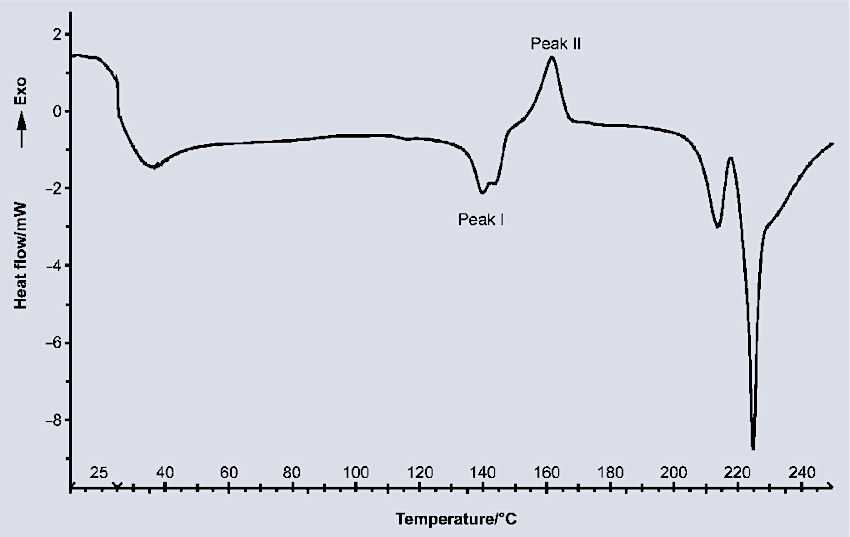 Peak II
Peak I
2
0
–2
–4
–6
–8
Heat flow/mW
Exo
25 40 60 80 100 120 140 160 180 200 220 240
Temperature/°C